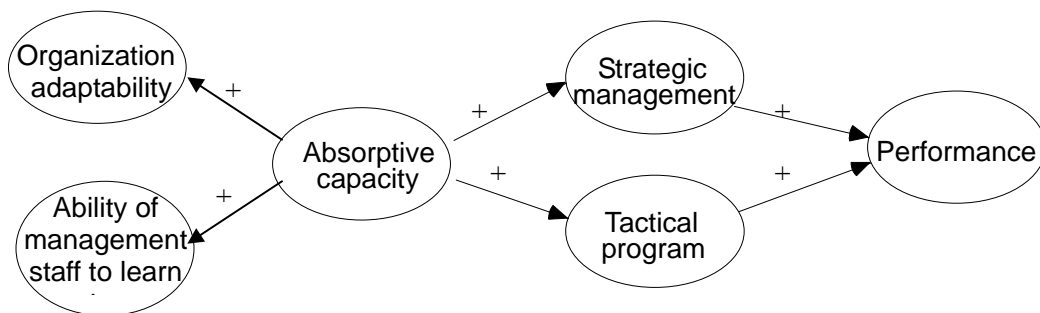 Organization
adaptability
+
+
Ability of
management
staff to learn
Absorptive
capacity
+
+
Strategic
management
Tactical
program
+
+
Performance